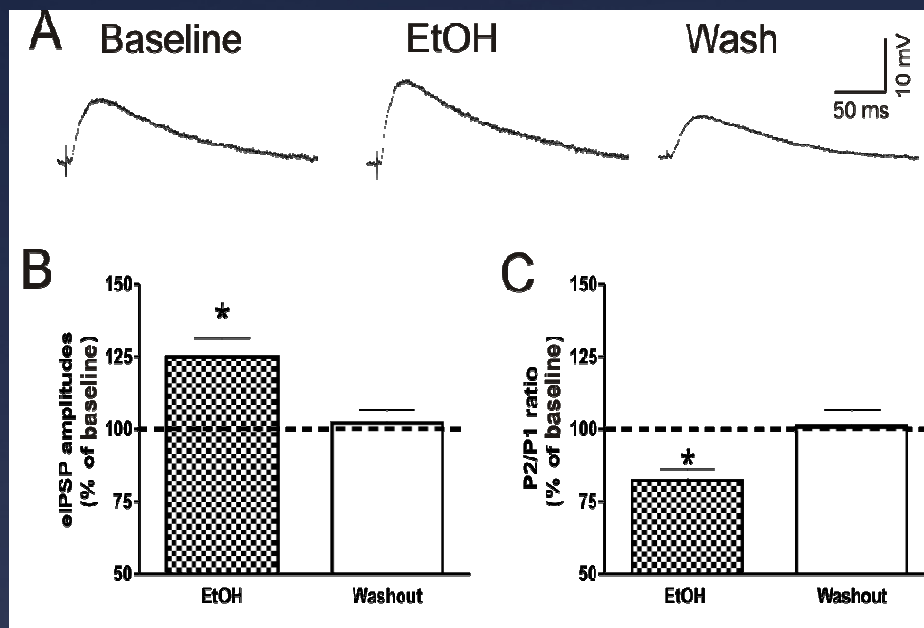 A Baseline EtOH Wash
10 mV
50 ms
B
eIPSP amplitudes
(% of baseline)
150
*
125
100
75
50
EtOH Washout
C
P2/P1 ratio
(% of baseline)
150
125
100
*
75
50
EtOH Washout